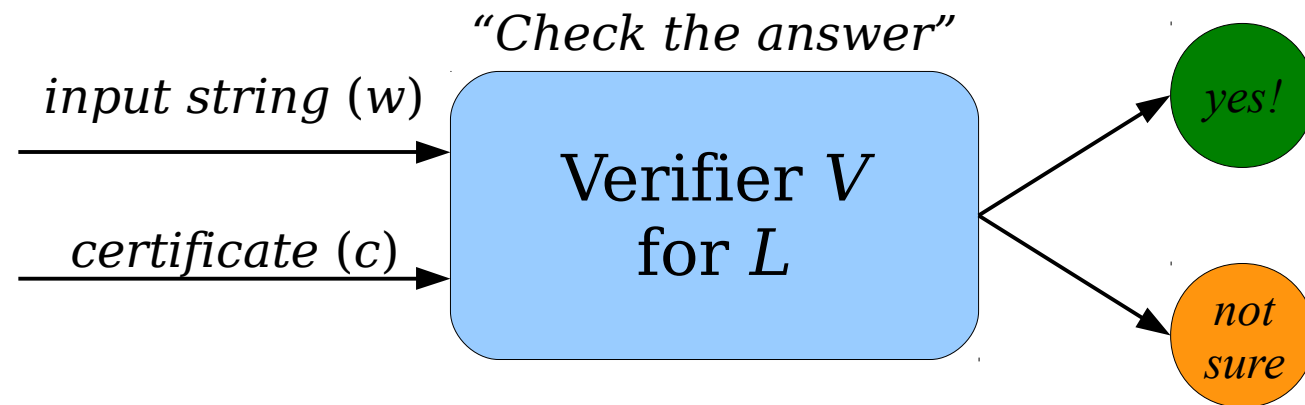 “Check the answer”
input string (w)
certificate (c)
Verifier V
for L
yes!
not
sure